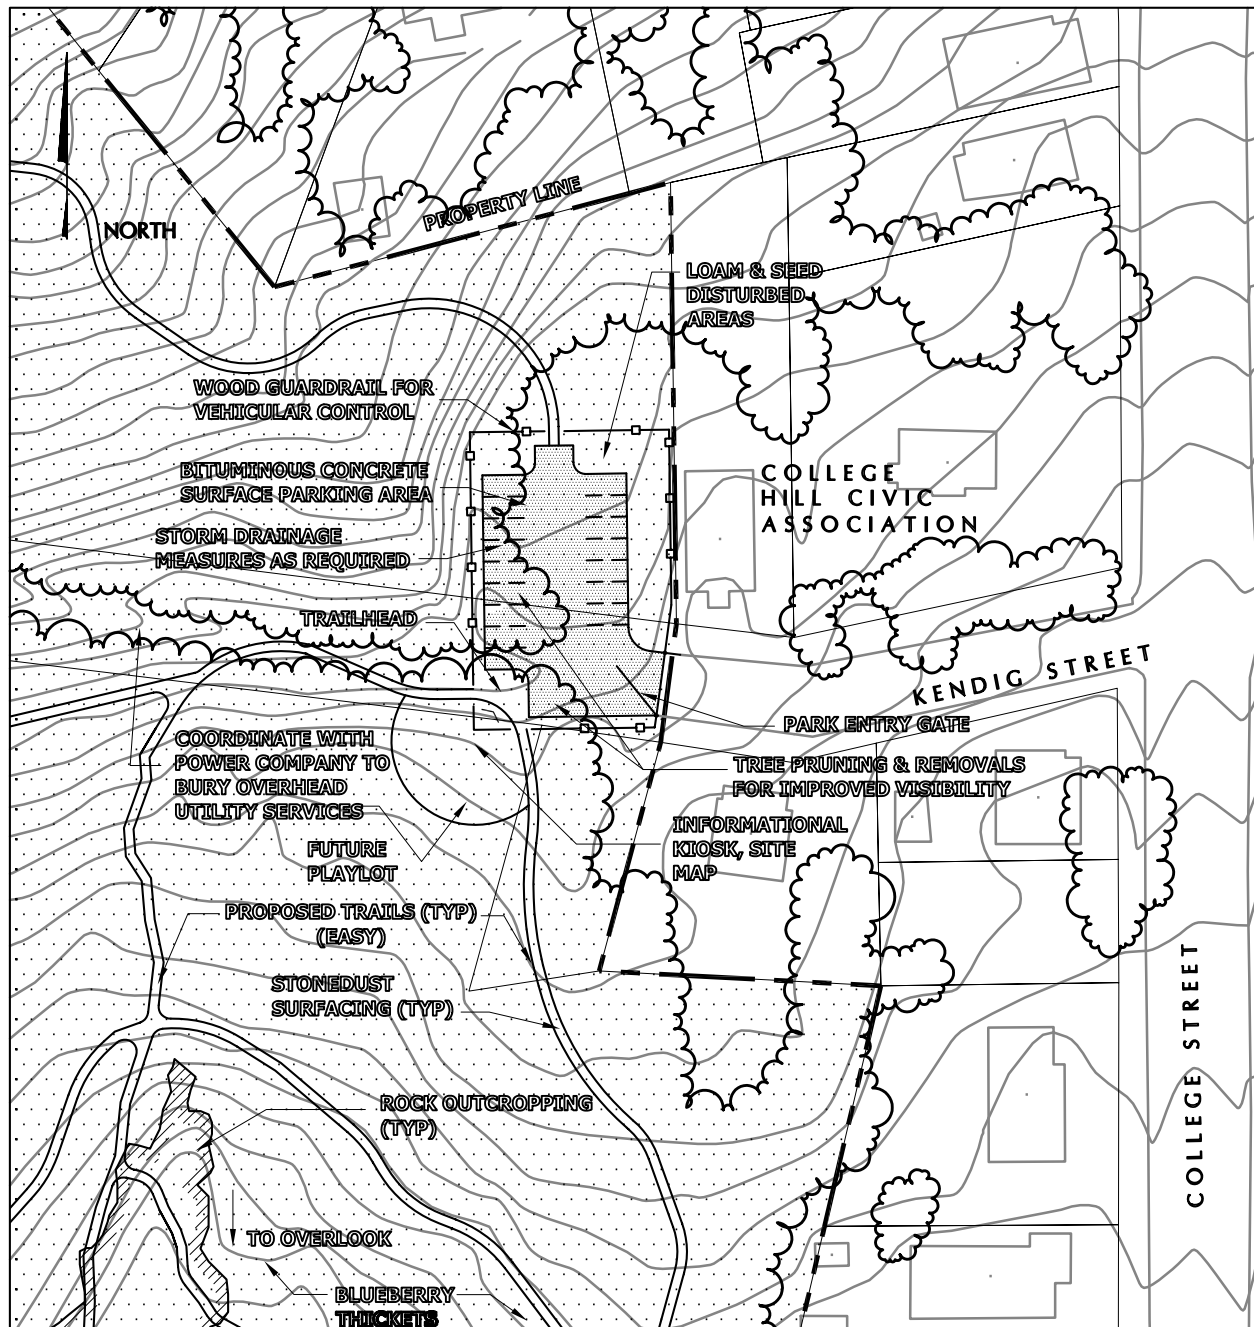 PROPERTY LINE
NORTH
LOAM & SEED
DISTURBED
AREAS
WOOD GUARDRAIL FOR
VEHICULAR CONTROL
BITUMINOUS CONCRETE
SURFACE PARKING AREA
COLLEGE
HILL CIVIC
ASSOCIATION
STORM DRAINAGE
MEASURES AS REQUIRED
TRAILHEAD
KENDIG STREET
PARK ENTRY GATE
COORDINATE WITH
POWER COMPANY TO
BURY OVERHEAD
UTILITY SERVICES
TREE PRUNING & REMOVALS
FOR IMPROVED VISIBILITY
INFORMATIONAL
KIOSK, SITE
MAP
FUTURE
PLAYLOT
PROPOSED TRAILS (TYP)
(EASY)
STONEDUST
SURFACING (TYP)
COLLEGE STREET
ROCK OUTCROPPING
(TYP)
TO OVERLOOK
BLUEBERRY
THICKETS